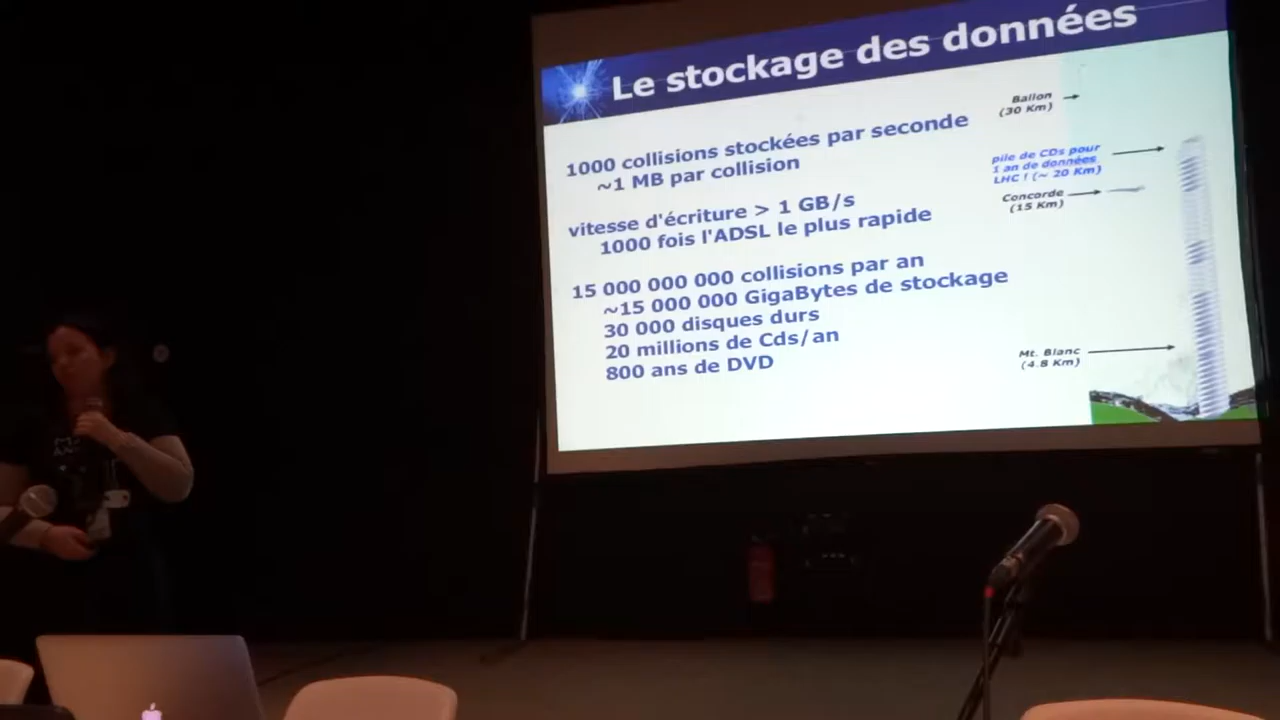 Le stockage des données
1000 collisions stockées par seconde
~1 MB par collision
vitesse d'écriture > 1 GB/s
1000 fois l'ADSL le plus rapide
15 000 000 000 collisions par an
~15 000 000 GigaBytes de stockage
30 000 disques durs
20 millions de Cds/an
800 ans de DVD
Ballon
(30 Km)
pile de CDs pour
1 an de données
LHC ! (~ 20 Km)
Concorde
(15 Km)
Mt. Blanc
(4.8 Km)